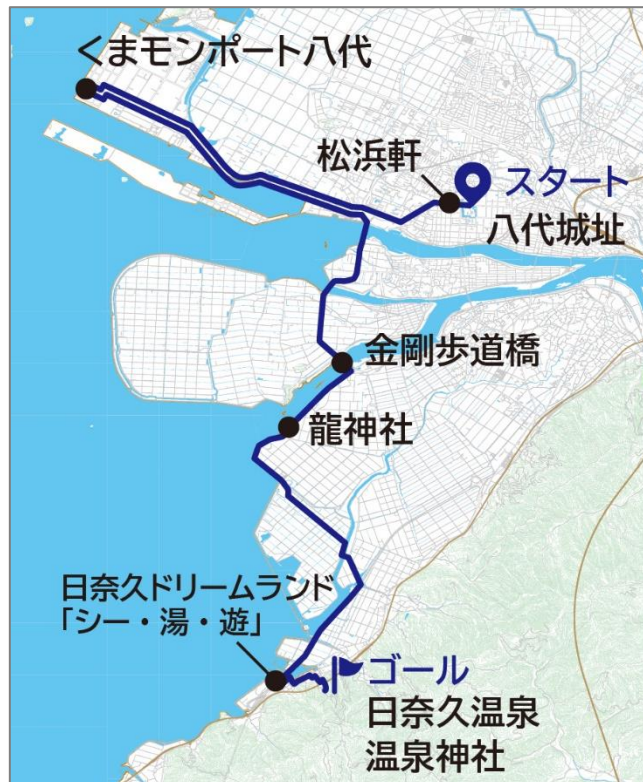 くまモンポート八代
松浜軒
スタート
八代城址
金剛歩道橋
龍神社
日奈久ドリームランド
「シー・湯・遊」
ゴール
日奈久温泉
温泉神社